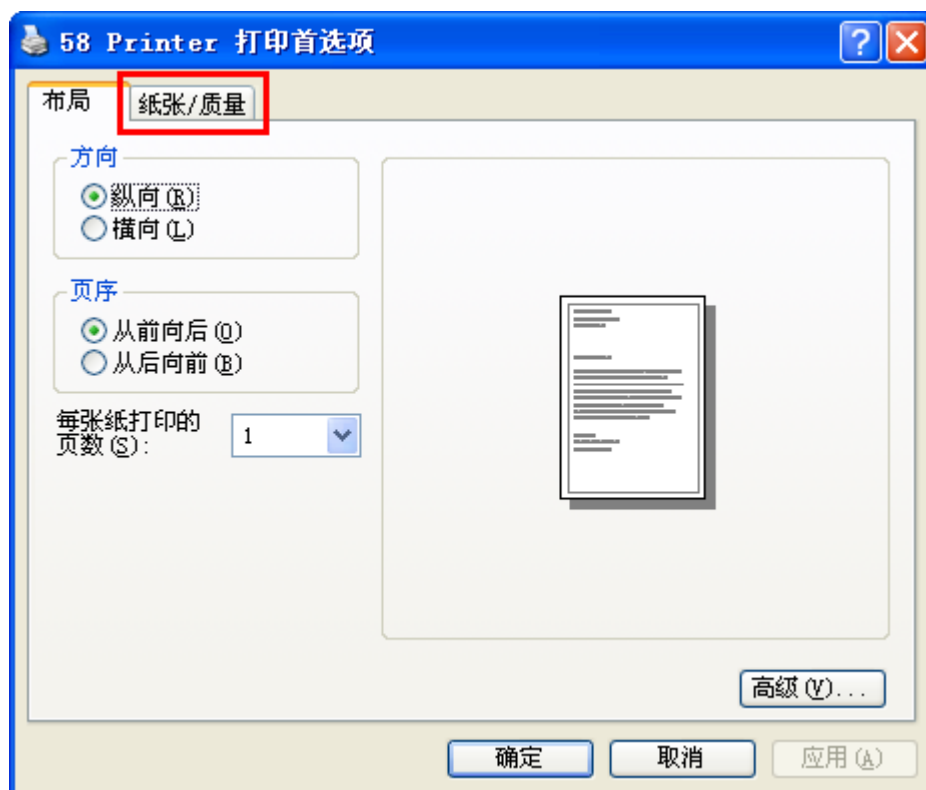 58 Printer 打印首选项
布局
纸张/质量
方向
纵向(R)
横向(L)
页序
从前向后(O)
从后向前(B)
每张纸打印的
页数(S):
1
高级(V)...
确定
取消
应用(A)